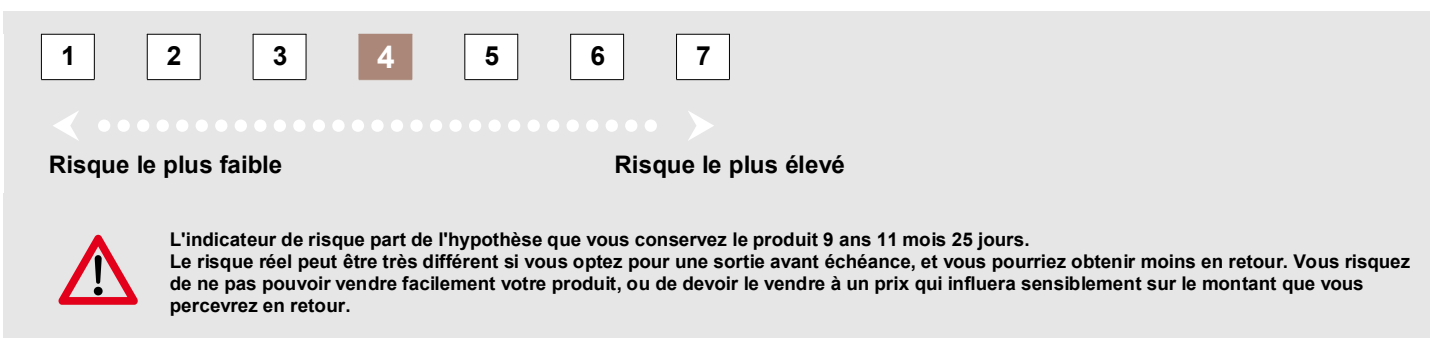 1 2 3 4 5 6 7
Risque le plus faible Risque le plus élevé
L'indicateur de risque part de l'hypothèse que vous conservez le produit 9 ans 11 mois 25 jours.
Le risque réel peut être très différent si vous optez pour une sortie avant échéance, et vous pourriez obtenir moins en retour. Vous risquez
de ne pas pouvoir vendre facilement votre produit, ou de devoir le vendre à un prix qui influera sensiblement sur le montant que vous
percevrez en retour.